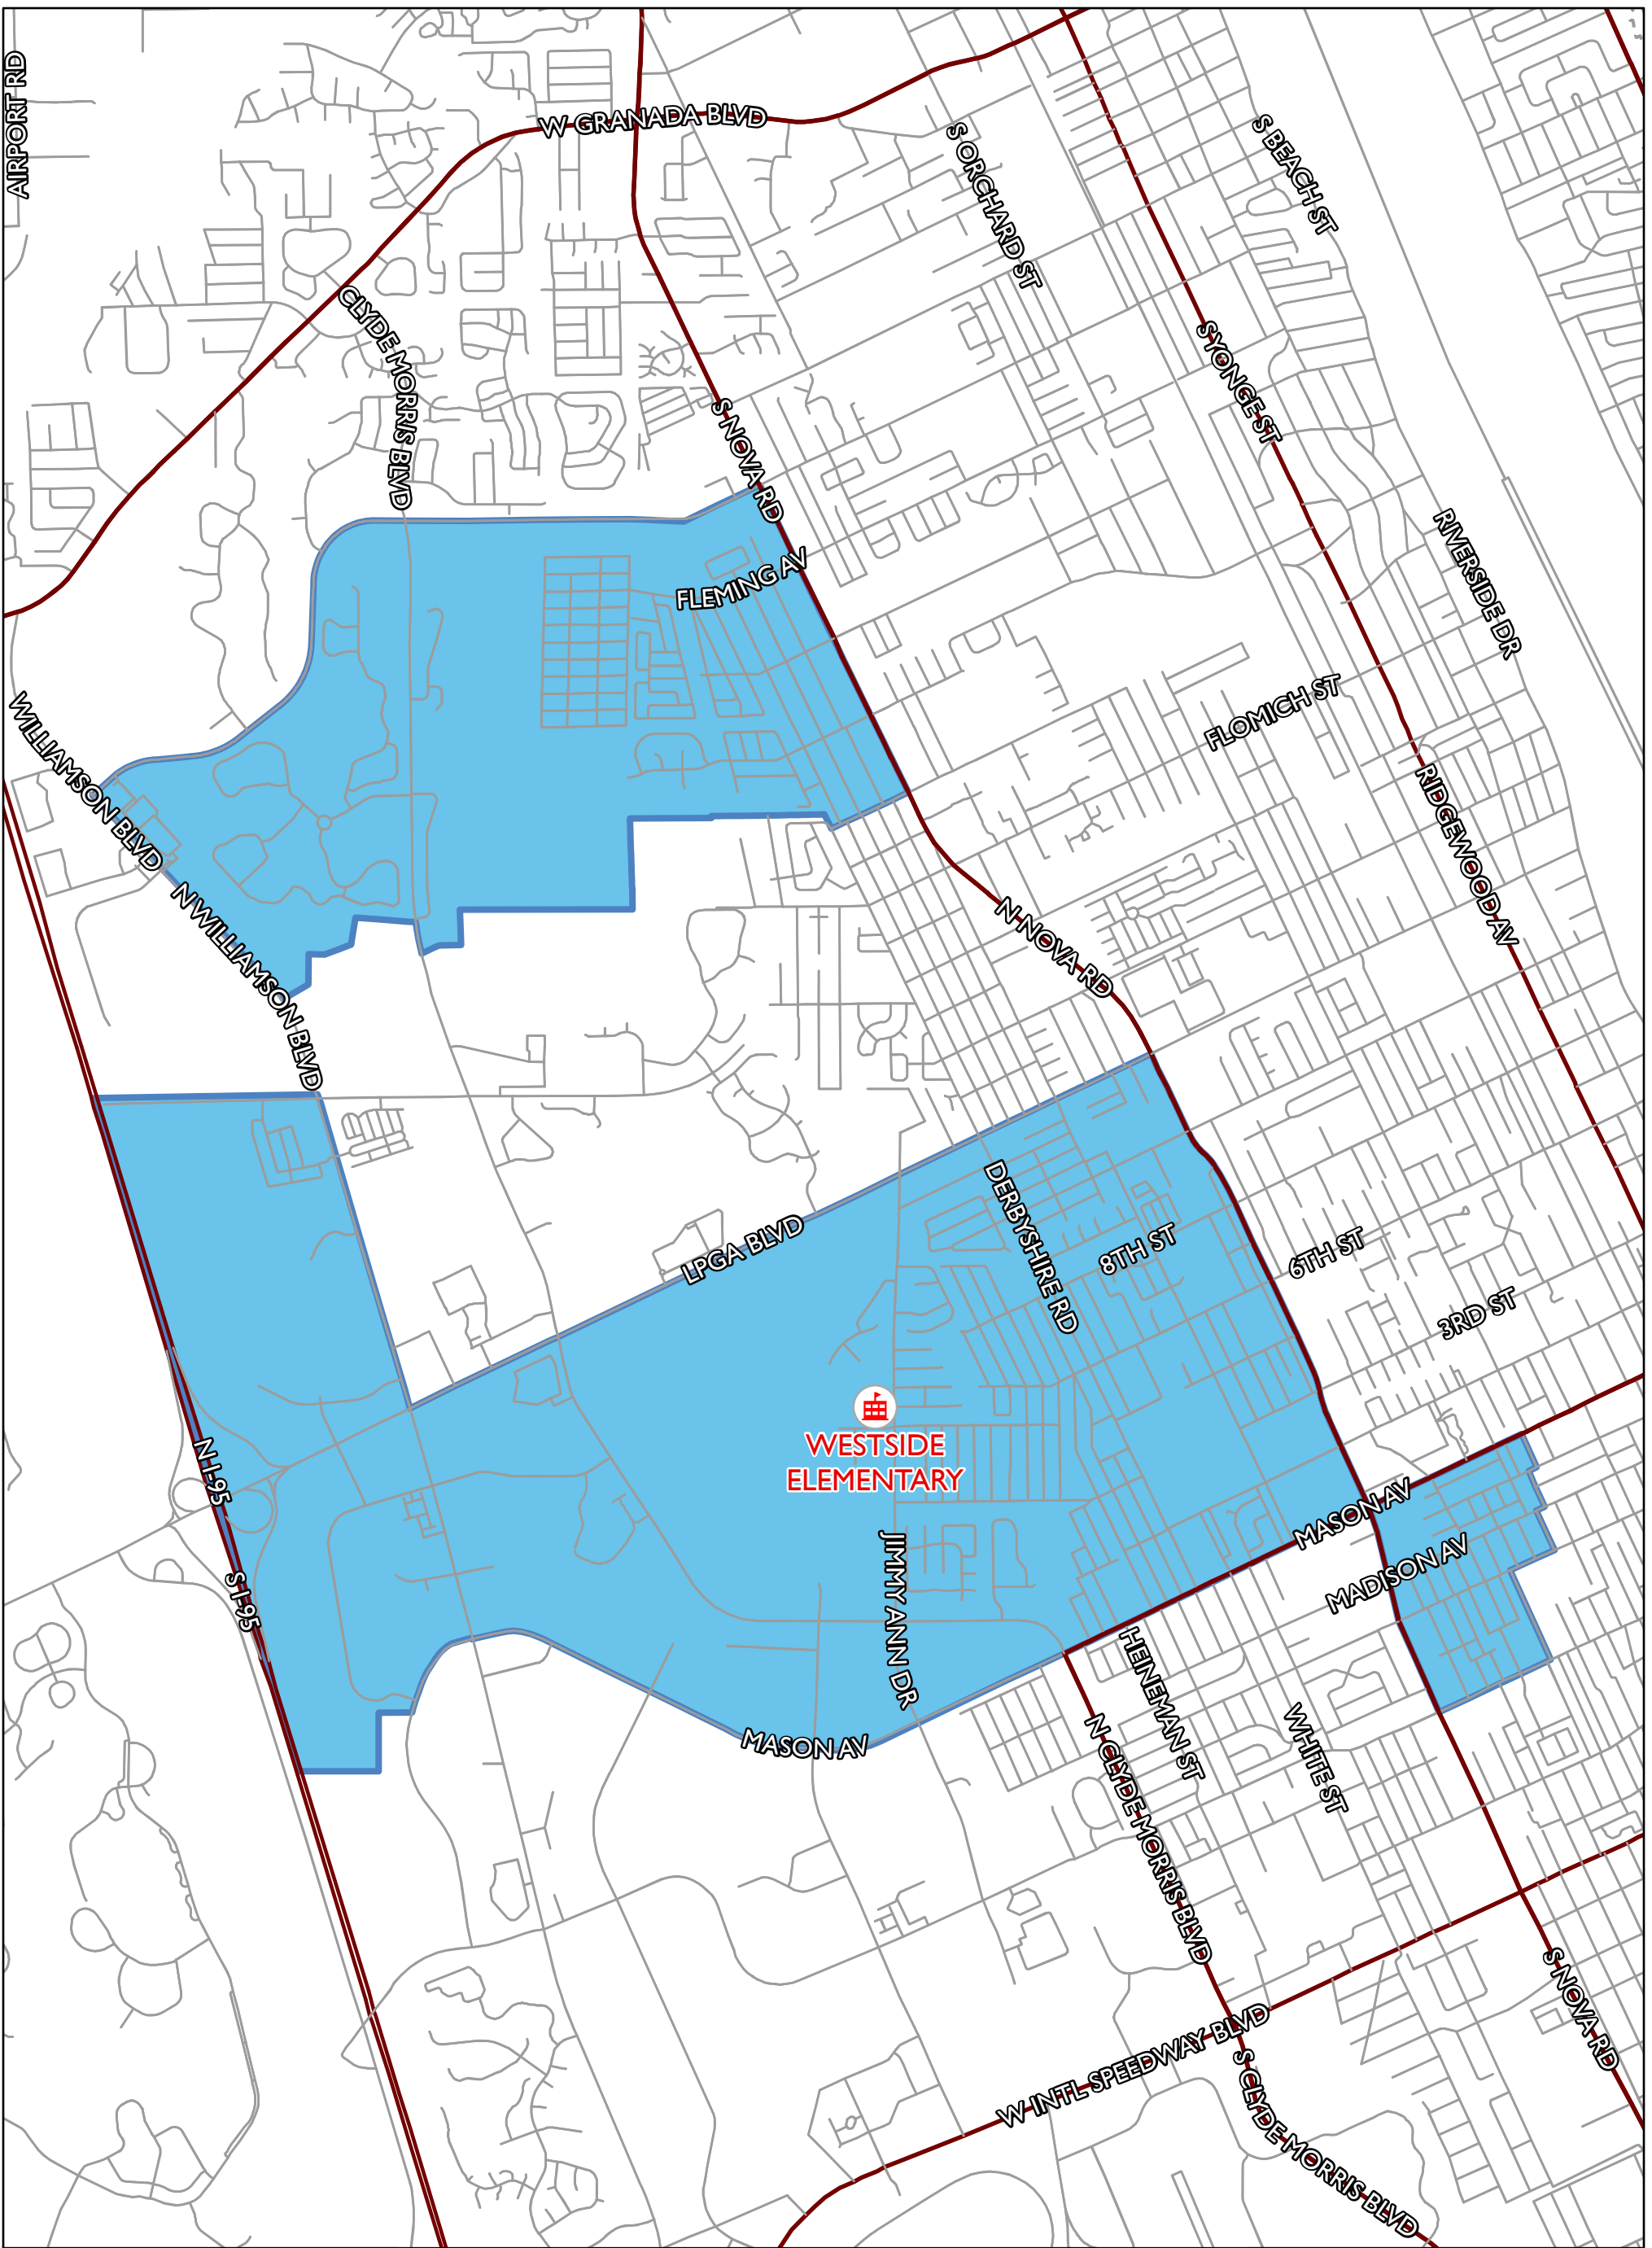 AIRPORT RD
W GRANADA BLVD
S ORCHARD ST
S BEACH ST
CLYDE MORRIS BLVD
S YONGE ST
S NOVA RD
RIVERSIDE DR
FLEMING AV
FLOMICH ST
WILLIAMSON BLVD
RIDGEWOOD AV
N WILLIAMSON BLVD
N NOVA RD
DERBYSHIRE RD
LPGA BLVD
8TH ST
6TH ST
3RD ST
WESTSIDE
ELEMENTARY
N I-95
MASON AV
S I-95
JIMMY ANN DR
MADISON AV
HEINEMAN ST
WHITE ST
MASON AV
N CLYDE MORRIS BLVD
S NOVA RD
W INTL SPEEDWAY BLVD
S CLYDE MORRIS BLVD